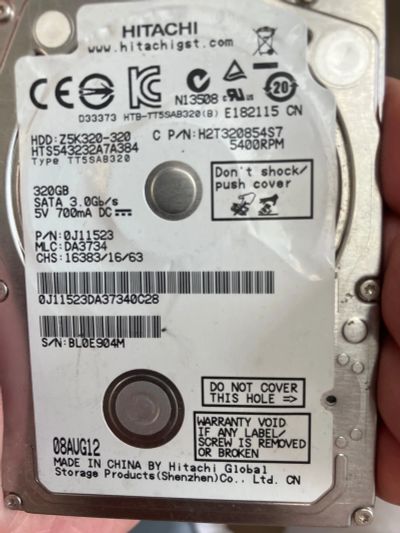 HITACHI
www.hitachigst.com
N13508
E182115 CN
D33373 HTB-TT5SAB320(B)
HDD:Z5K320-320 C P/N:H2T320854S7
HTS543232A7A384 5400RPM
Type TT5SAB320
Don't shock/
push cover
320GB
SATA 3.0Gb/s
5V 700mA DC
P/N:0J11523
MLC:DA3734
CHS:16383/16/63
0J11523DA37340C28
S/N:BL0E904M
DO NOT COVER
THIS HOLE =>
WARRANTY VOID
IF ANY LABEL/
SCREW IS REMOVED
OR BROKEN
08AUG12
MADE IN CHINA BY Hitachi Global
Storage Products(Shenzhen)Co., Ltd. CN